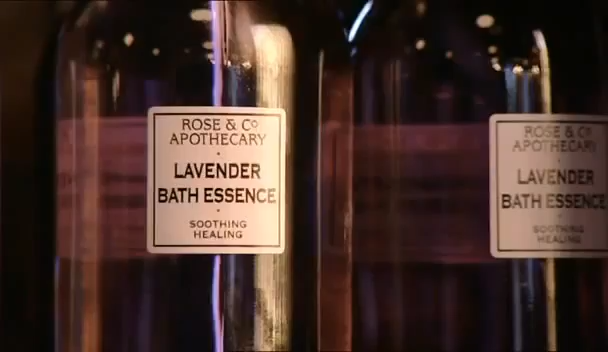 ROSE & Co
APOTHECARY
LAVENDER
BATH ESSENCE
SOOTHING
HEALING
ROSE & Co
APOTHECARY
LAVENDER
BATH ESSENCE
SOOTHING
HEALING